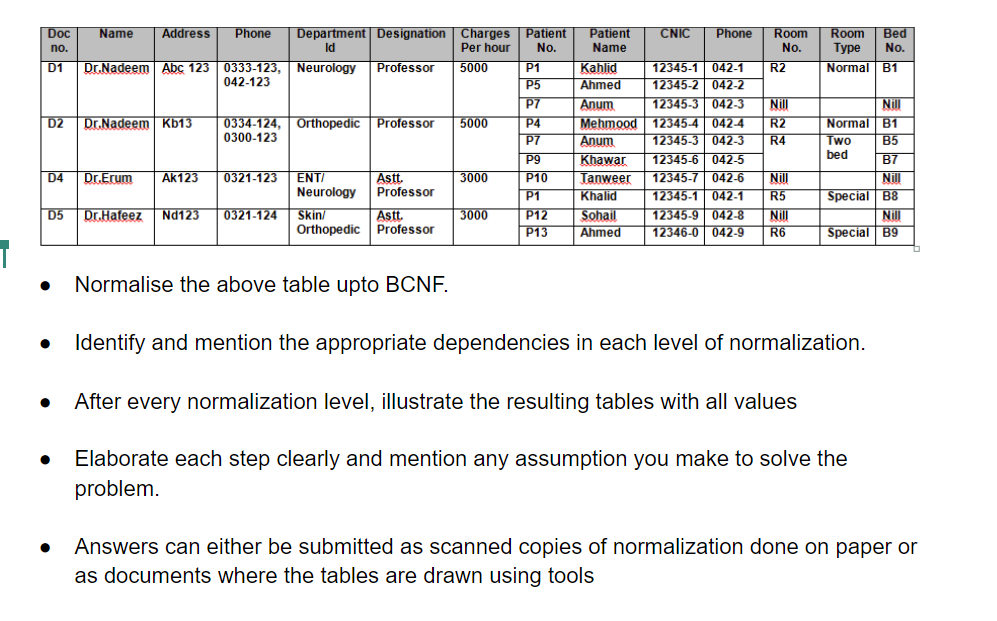 Doc no. Name Address Phone Department Id Designation Charges Per hour Patient No. Patient Name CNIC Phone Room No. Room Type Bed No.
D1 Dr.Nadeem Abc 123 0333-123, 042-123 Neurology Professor 5000 P1 Kahlid 12345-1 042-1 R2 Normal B1
P5 Ahmed 12345-2 042-2
P7 Anum 12345-3 042-3 Nill Nill
D2 Dr.Nadeem Kb13 0334-124, 0300-123 Orthopedic Professor 5000 P4 Mehmood 12345-4 042-4 R2 Normal B1
P7 Anum 12345-3 042-3 R4 Two bed B5
P9 Khawar 12345-6 042-5 B7
D4 Dr.Erum Ak123 0321-123 ENT/ Neurology Astt. Professor 3000 P10 Tanweer 12345-7 042-6 Nill Nill
P1 Khalid 12345-1 042-1 R5 Special B8
D5 Dr.Hafeez Nd123 0321-124 Skin/ Orthopedic Astt. Professor 3000 P12 Sohail 12345-9 042-8 Nill Nill
P13 Ahmed 12346-0 042-9 R6 Special B9
● Normalise the above table upto BCNF.
● Identify and mention the appropriate dependencies in each level of normalization.
● After every normalization level, illustrate the resulting tables with all values
● Elaborate each step clearly and mention any assumption you make to solve the
problem.
● Answers can either be submitted as scanned copies of normalization done on paper or
as documents where the tables are drawn using tools